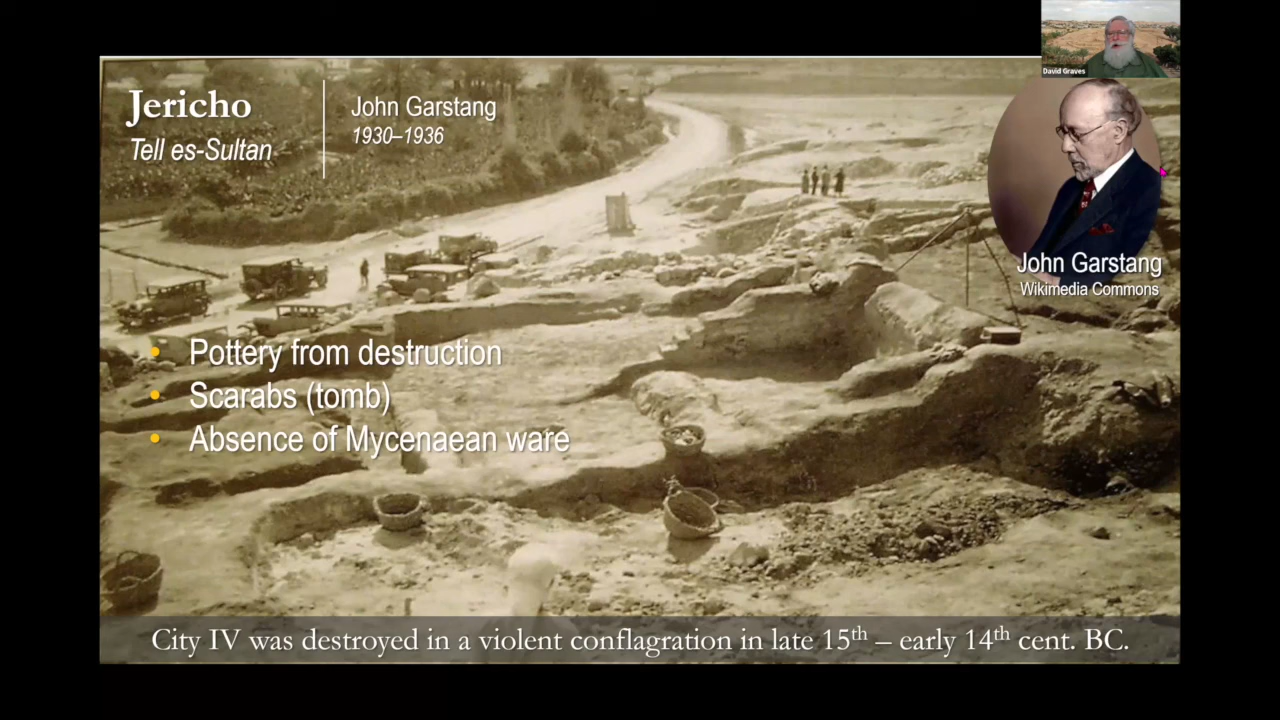 David Graves
Jericho
Tell es-Sultan
John Garstang
1930–1936
John Garstang
Wikimedia Commons
• Pottery from destruction
• Scarabs (tomb)
• Absence of Mycenaean ware
City IV was destroyed in a violent conflagration in late 15th – early 14th cent. BC.